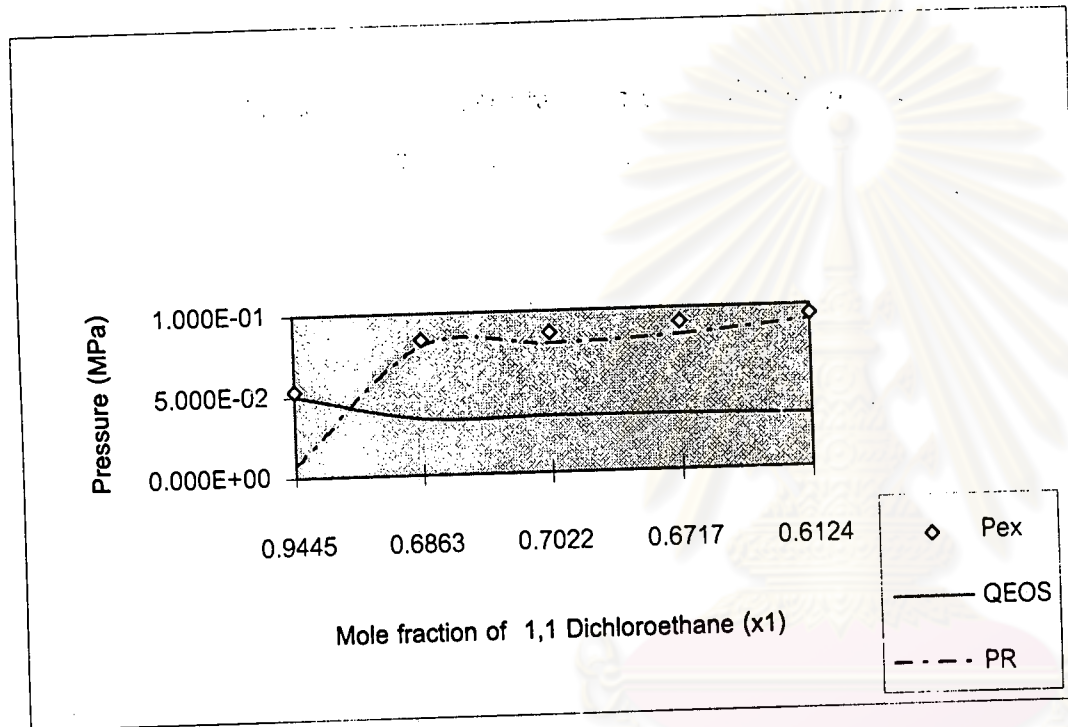 Pressure (MPa)
1.000E-01
5.000E-02
0.000E+00
0.9445 0.6863 0.7022 0.6717 0.6124
Mole fraction of 1,1 Dichloroethane (x1)
Pex
QEOS
PR